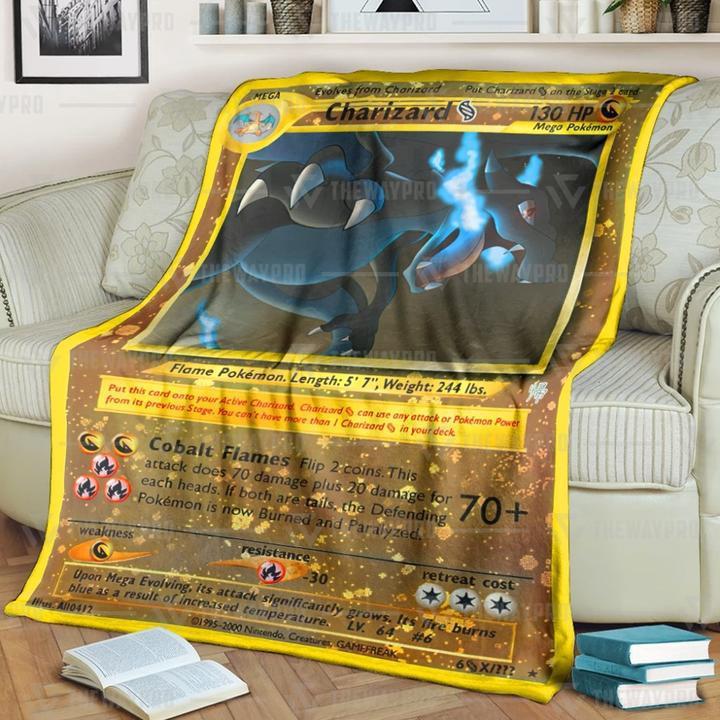 THEWAYPRO
Evolves from Charizard Put Charizard on the Stage 2 card
MEGA
Charizard 130 HP
Mega Pokémon
THEWAYPRO
THEWAYPRO
Flame Pokémon. Length: 5' 7", Weight: 244 lbs.
Put this card onto your Active Charizard. Charizard can use any attack or Pokémon Power
from its previous Stage. You can't have more than 1 Charizard in your deck.
Cobalt Flames Flip 2 coins. This
attack does 70 damage plus 20 damage for
each heads. If both are tails, the Defending
Pokémon is now Burned and Paralyzed.
70+
weakness
resistance
-30
retreat cost
Upon Mega Evolving, its attack significantly grows. Its fire burns
blue as a result of increased temperature. LV. 64 #6
Illus. All0412
©1995-2000 Nintendo, Creatures, GAMEFREAK
6 X/??? ★